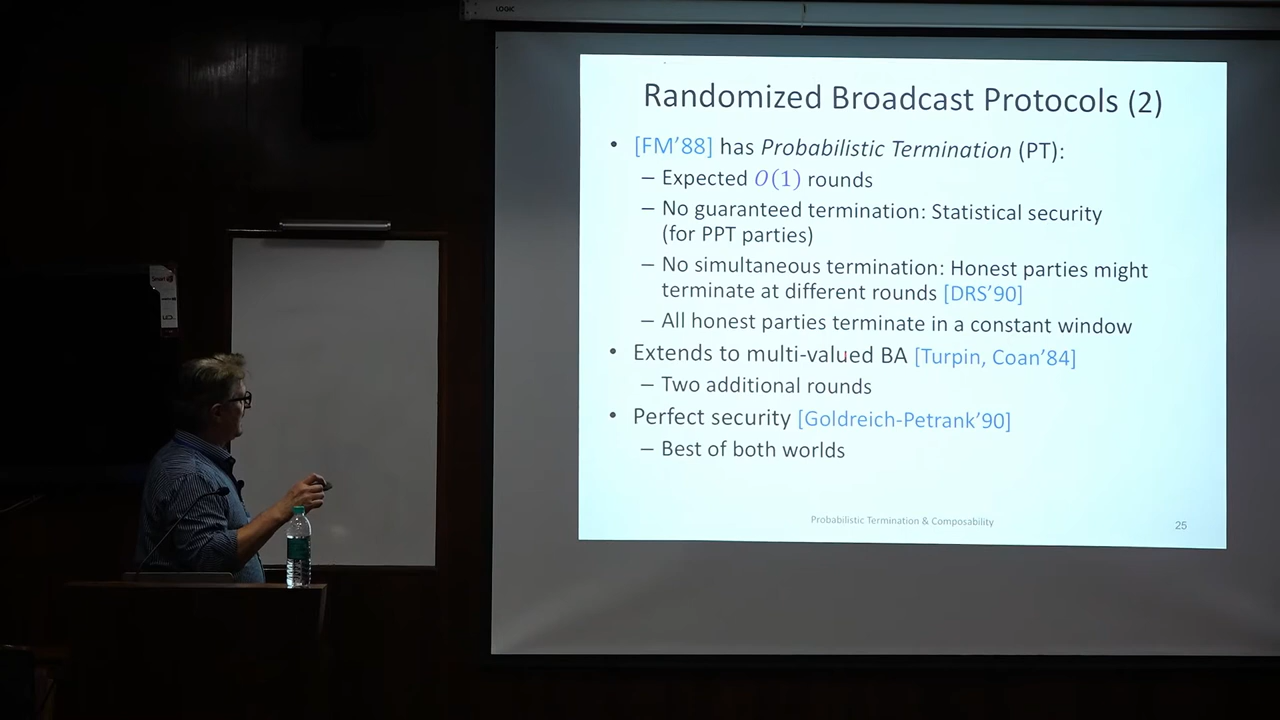 LOGIC
Randomized Broadcast Protocols (2)
• [FM'88] has Probabilistic Termination (PT):
– Expected O(1) rounds
– No guaranteed termination: Statistical security
(for PPT parties)
– No simultaneous termination: Honest parties might
terminate at different rounds [DRS'90]
– All honest parties terminate in a constant window
• Extends to multi-valued BA [Turpin, Coan'84]
– Two additional rounds
• Perfect security [Goldreich-Petrank'90]
– Best of both worlds
Probabilistic Termination & Composability
25